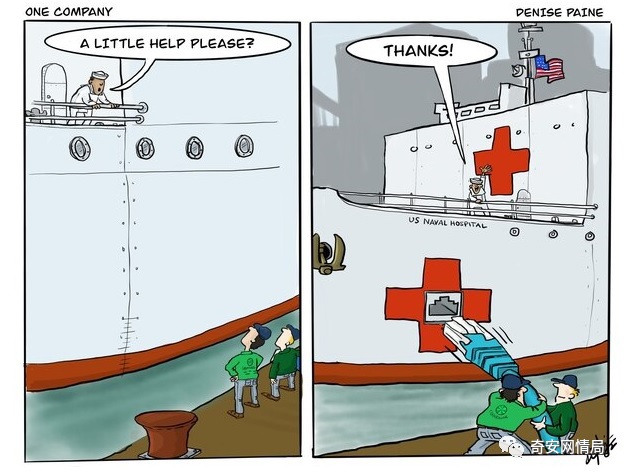 ONE COMPANY
DENISE PAINE
A LITTLE HELP PLEASE?
THANKS!
US NAVAL HOSPITAL
奇安网情局